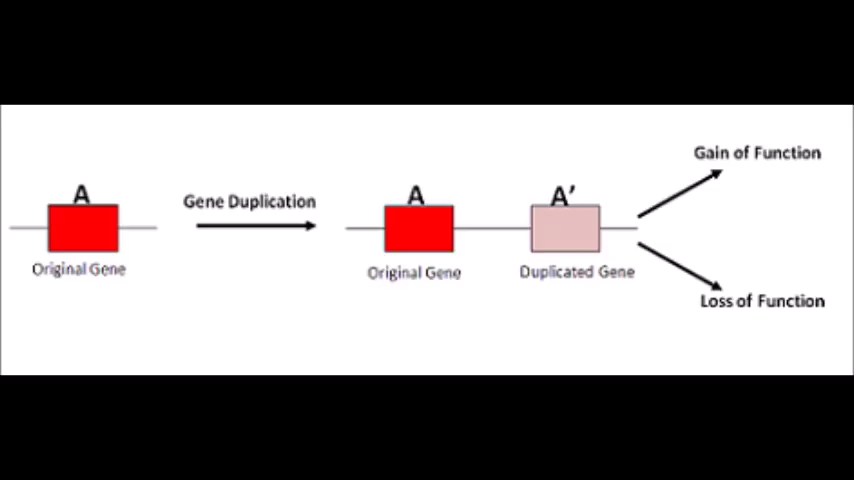 A
Original Gene
Gene Duplication
A
Original Gene
A′
Duplicated Gene
Gain of Function
Loss of Function